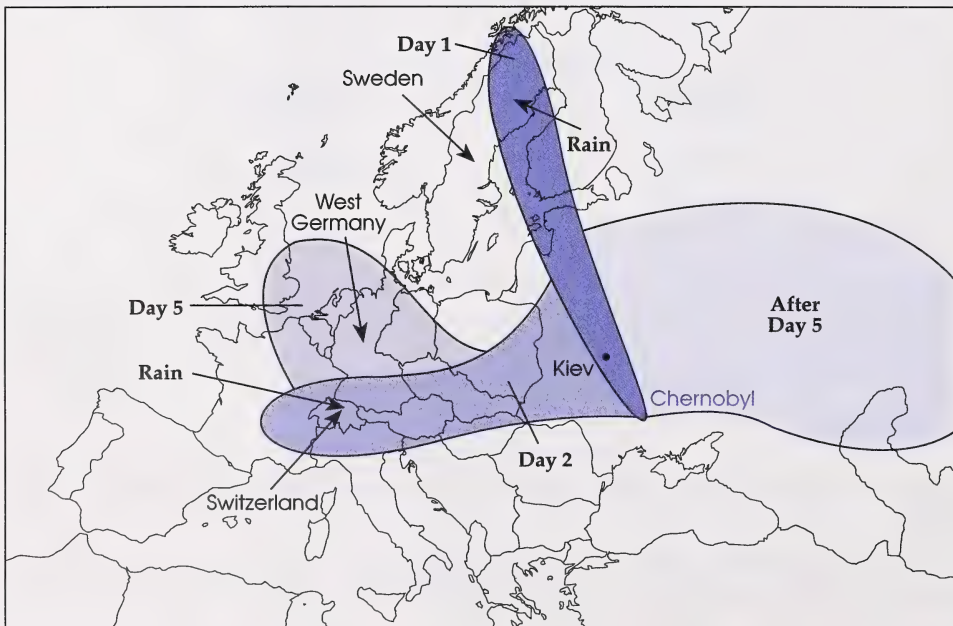 Day 1
Sweden
Rain
West
Germany
Day 5
After
Day 5
Rain
Kiev
Chernobyl
Day 2
Switzerland